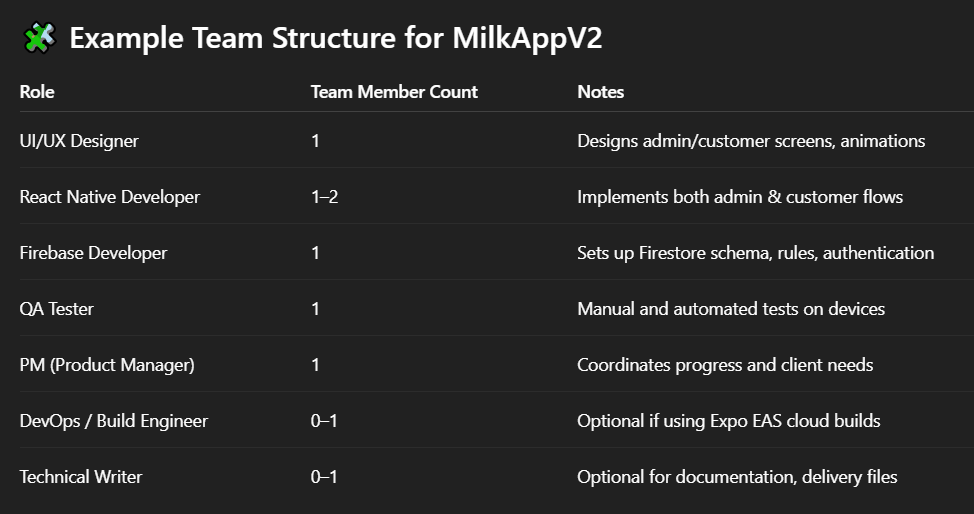 Example Team Structure for MilkAppV2
Role Team Member Count Notes
UI/UX Designer 1 Designs admin/customer screens, animations
React Native Developer 1–2 Implements both admin & customer flows
Firebase Developer 1 Sets up Firestore schema, rules, authentication
QA Tester 1 Manual and automated tests on devices
PM (Product Manager) 1 Coordinates progress and client needs
DevOps / Build Engineer 0–1 Optional if using Expo EAS cloud builds
Technical Writer 0–1 Optional for documentation, delivery files